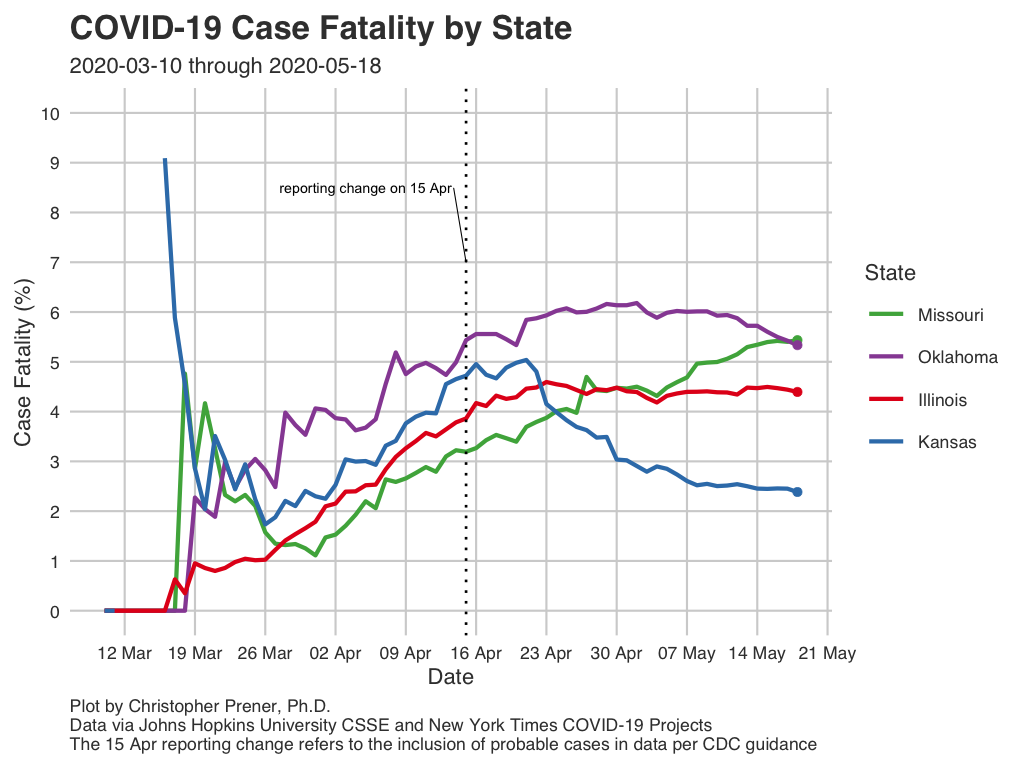 COVID-19 Case Fatality by State
2020-03-10 through 2020-05-18
10
9
8
7
6
5
4
3
2
1
0
Case Fatality (%)
reporting change on 15 Apr
State
Missouri
Oklahoma
Illinois
Kansas
12 Mar 19 Mar 26 Mar 02 Apr 09 Apr 16 Apr 23 Apr 30 Apr 07 May 14 May 21 May
Date
Plot by Christopher Prener, Ph.D.
Data via Johns Hopkins University CSSE and New York Times COVID-19 Projects
The 15 Apr reporting change refers to the inclusion of probable cases in data per CDC guidance